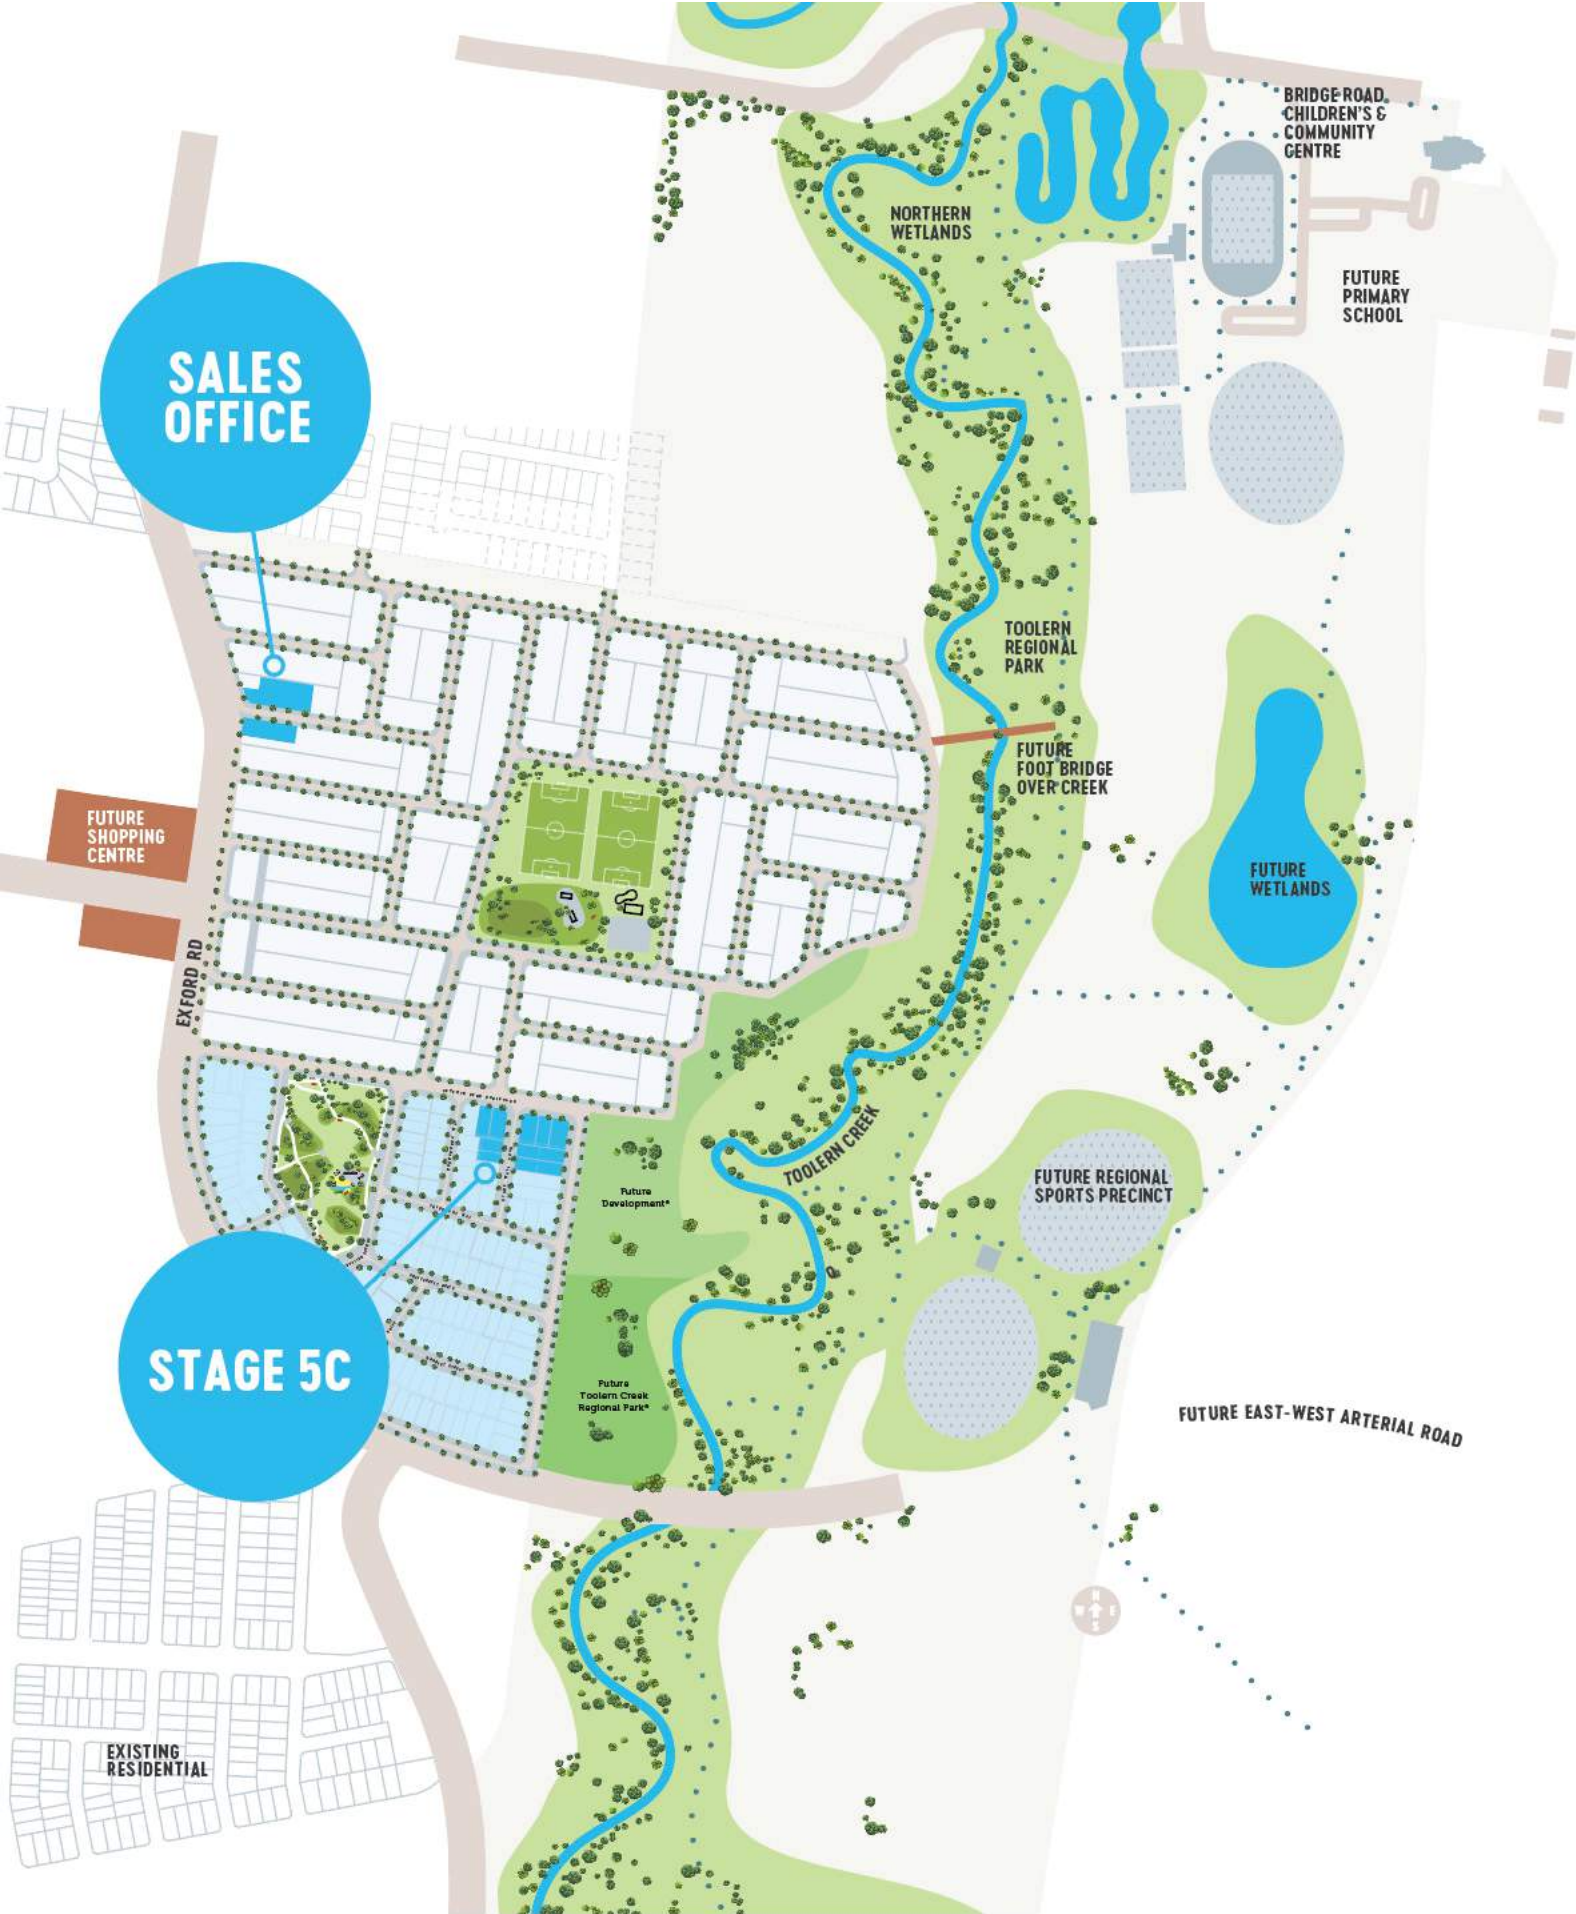 BRIDGE ROAD
CHILDREN'S &
COMMUNITY
CENTRE
NORTHERN
WETLANDS
FUTURE
PRIMARY
SCHOOL
SALES
OFFICE
TOOLERN
REGIONAL
PARK
FUTURE
FOOT BRIDGE
OVER CREEK
FUTURE
SHOPPING
CENTRE
FUTURE
WETLANDS
EXFORD RD
TOOLERN CREEK
FUTURE REGIONAL
SPORTS PRECINCT
Future
Development*
STAGE 5C
Future
Toolern Creek
Regional Park*
FUTURE EAST-WEST ARTERIAL ROAD
N
W E
S
EXISTING
RESIDENTIAL